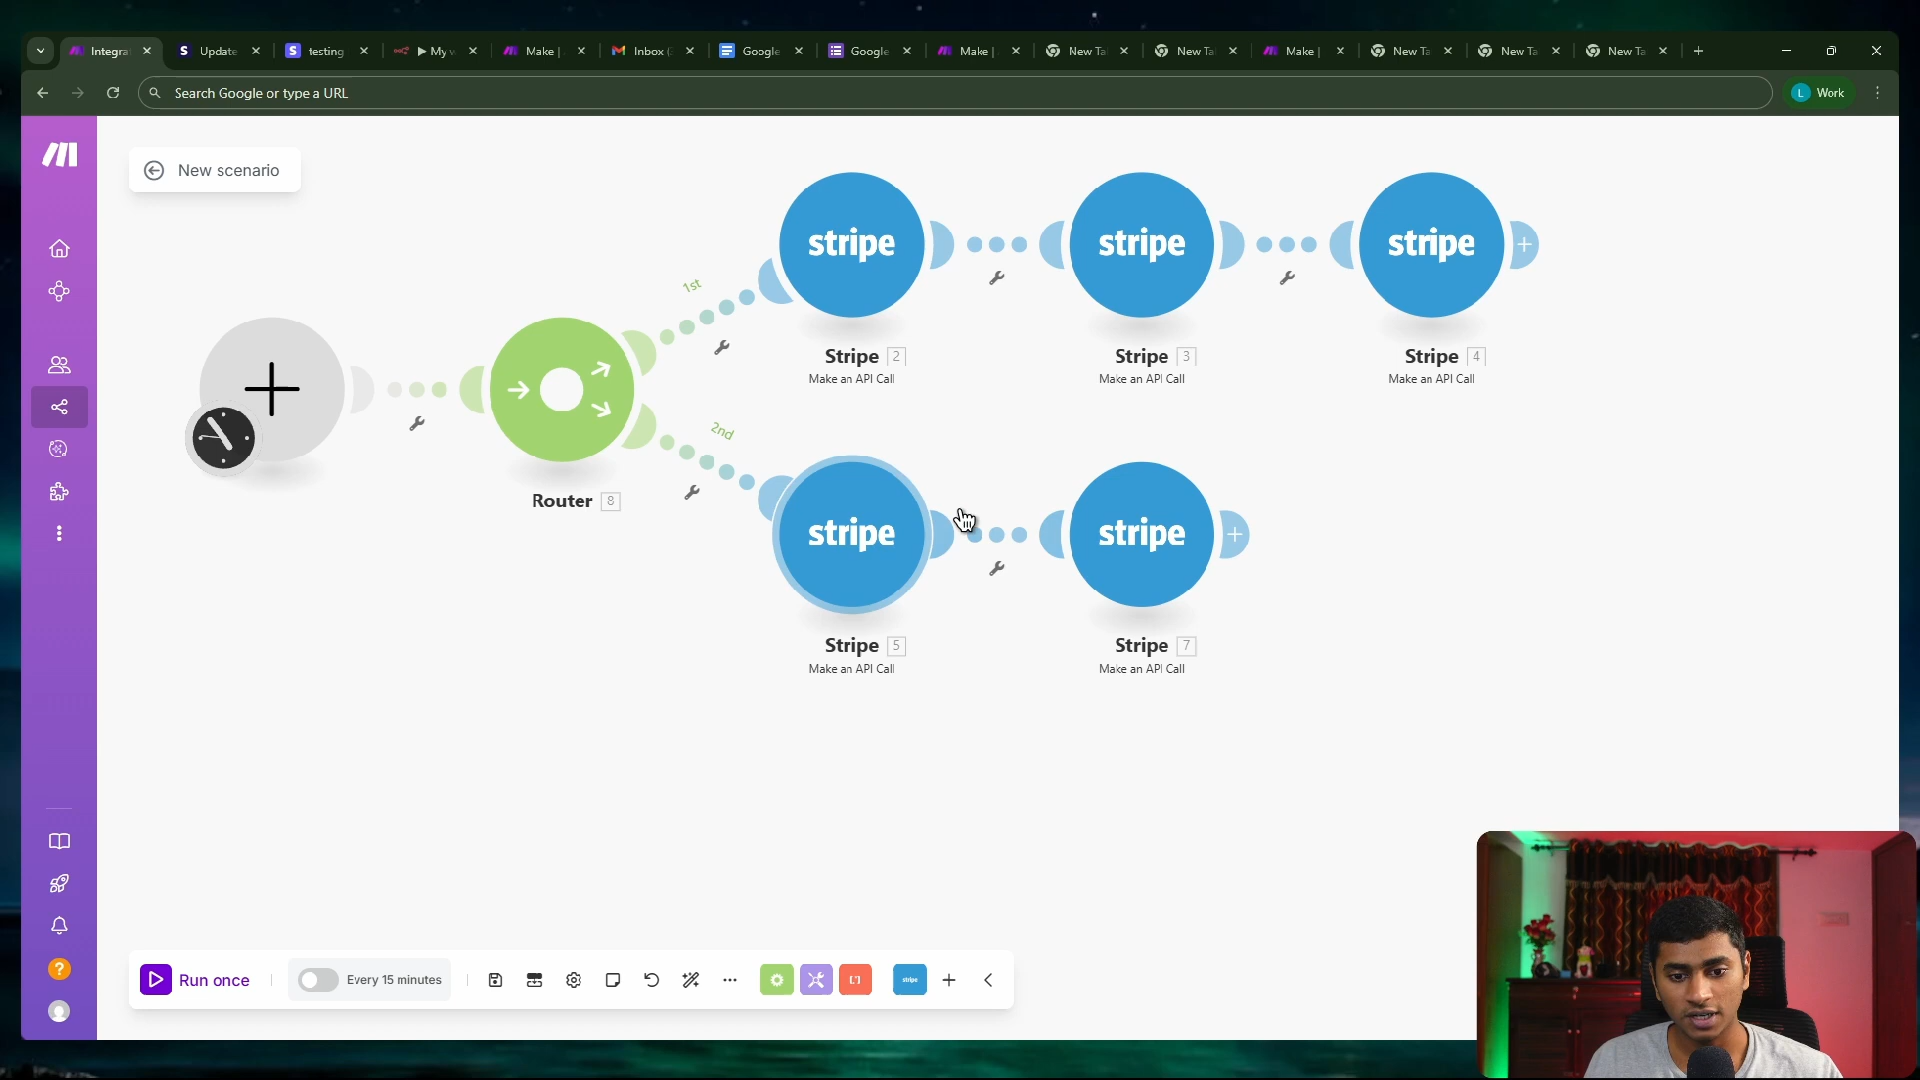 Integra
Update
testing
▶ My
Make |
Inbox (
Google
Google
Make |
New Ta
New Ta
Make |
New Ta
New Ta
New Ta
Search Google or type a URL
L Work
New scenario
1st
2nd
stripe
stripe
stripe
Stripe 2
Make an API Call
Stripe 3
Make an API Call
Stripe 4
Make an API Call
Router 8
stripe
stripe
Stripe 5
Make an API Call
Stripe 7
Make an API Call
?
Run once
Every 15 minutes
stripe